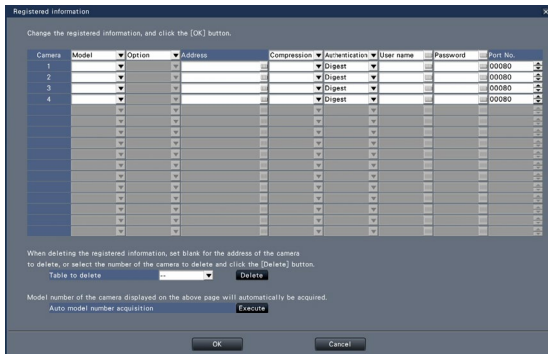 Registered information
Change the registered information, and click the [OK] button.
Camera Model Option Address Compression Authentication User name Password Port No.
1 Digest 00080
2 Digest 00080
3 Digest 00080
4 Digest 00080
When deleting the registered information, set blank for the address of the camera
to delete, or select the number of the camera to delete and click the [Delete] button.
Table to delete -- Delete
Model number of the camera displayed on the above page will automatically be acquired.
Auto model number acquisition Execute
OK Cancel